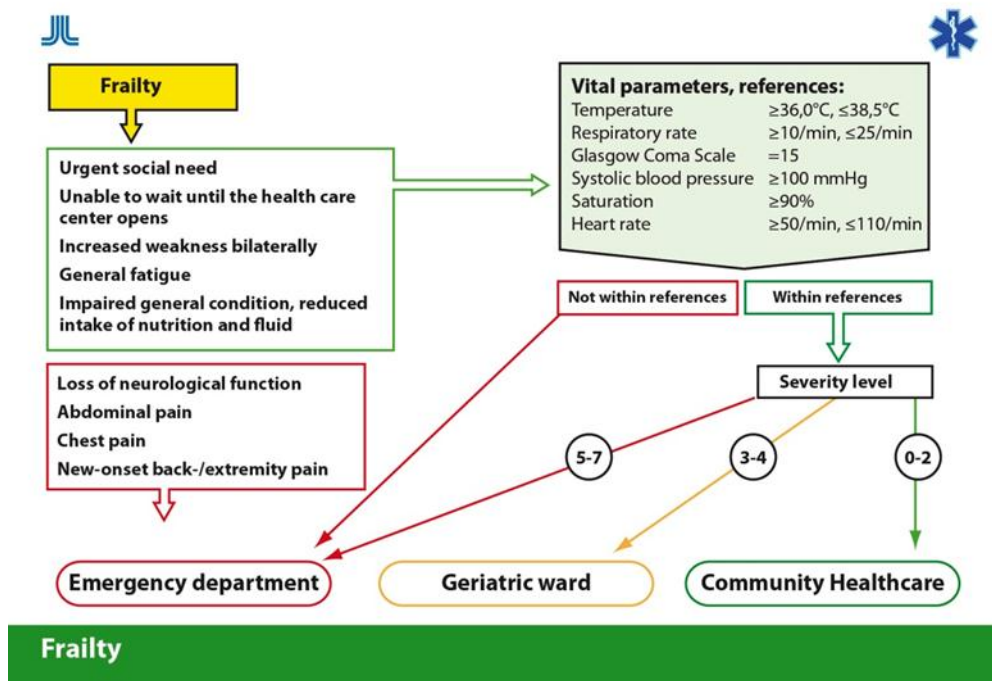 Frailty
Urgent social need
Unable to wait until the health care
center opens
Increased weakness bilaterally
General fatigue
Impaired general condition, reduced
intake of nutrition and fluid
Loss of neurological function
Abdominal pain
Chest pain
New-onset back-/extremity pain
Vital parameters, references:
Temperature ≥36,0°C, ≤38,5°C
Respiratory rate ≥10/min, ≤25/min
Glasgow Coma Scale =15
Systolic blood pressure ≥100 mmHg
Saturation ≥90%
Heart rate ≥50/min, ≤110/min
Not within references
Within references
Severity level
5-7
3-4
0-2
Emergency department
Geriatric ward
Community Healthcare
Frailty